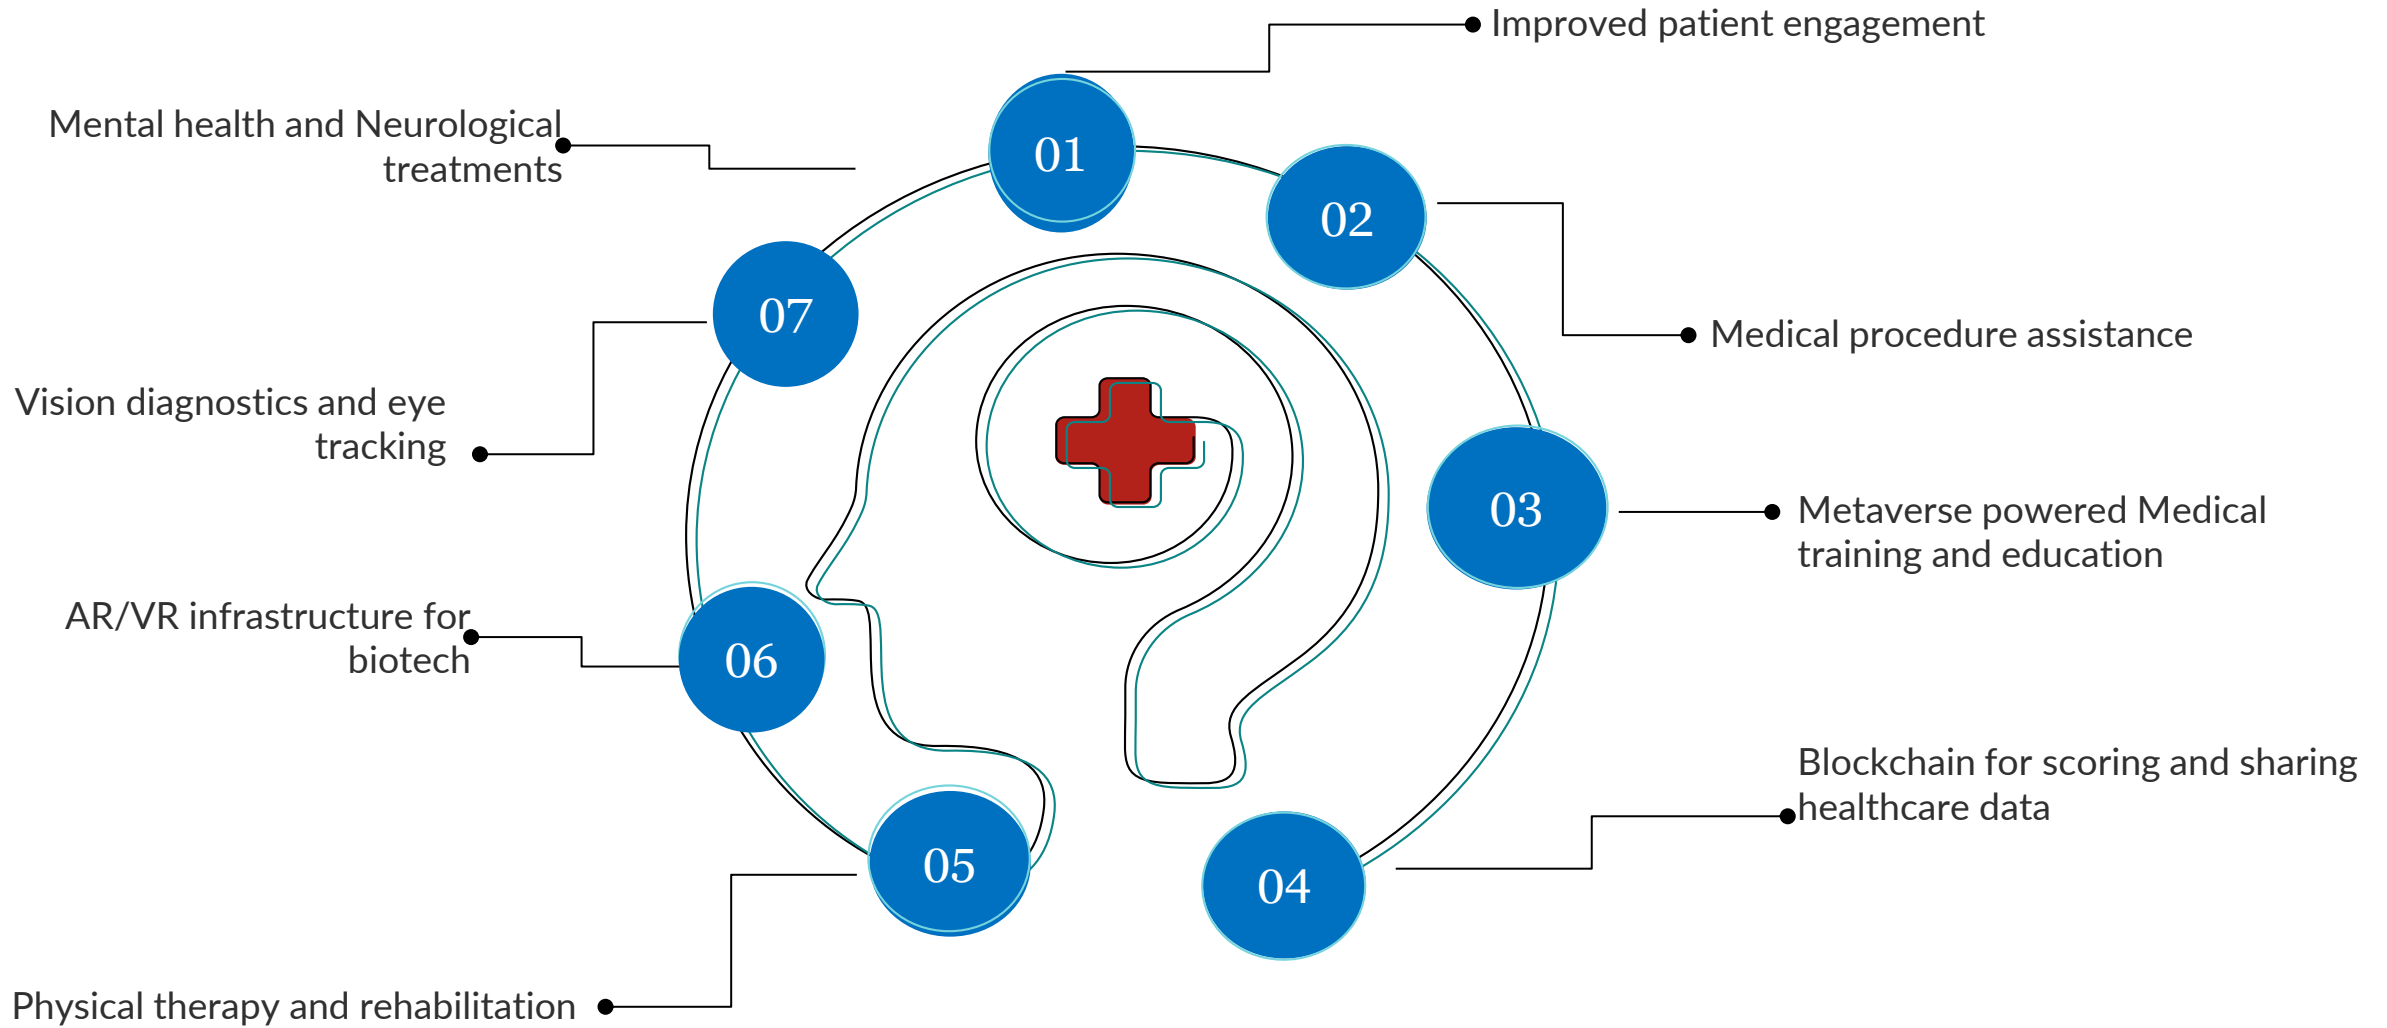 Improved patient engagement
01
02
Medical procedure assistance
03
Metaverse powered Medical
training and education
Blockchain for scoring and sharing
healthcare data
04
05
Physical therapy and rehabilitation
06
AR/VR infrastructure for
biotech
07
Vision diagnostics and eye
tracking
Mental health and Neurological
treatments